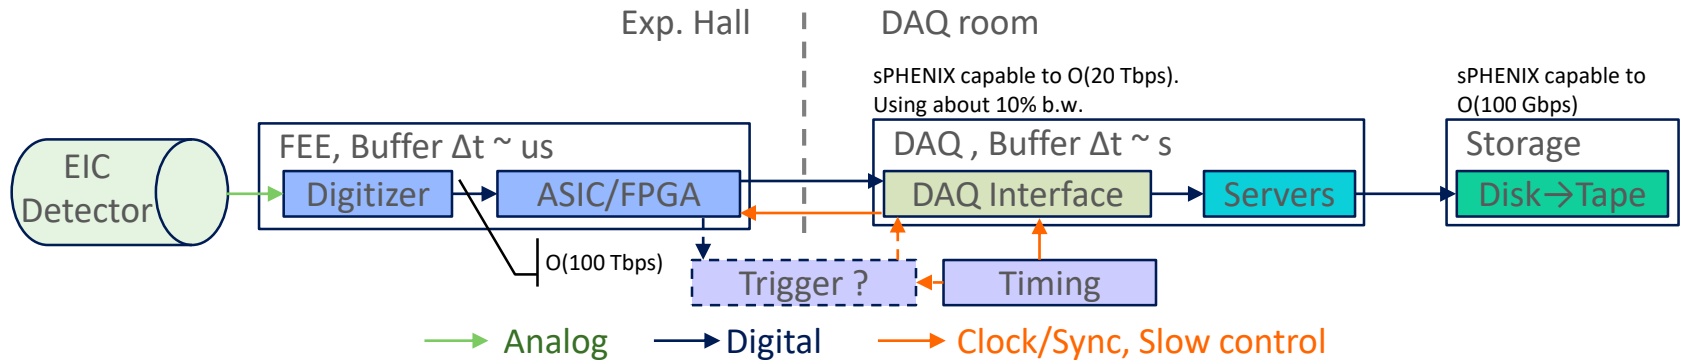 Exp. Hall
DAQ room
sPHENIX capable to O(20 Tbps).
Using about 10% b.w.
sPHENIX capable to
O(100 Gbps)
EIC
Detector
FEE, Buffer Δt ~ us
Digitizer
ASIC/FPGA
O(100 Tbps)
DAQ , Buffer Δt ~ s
DAQ Interface
Servers
Storage
Disk→Tape
Trigger ?
Timing
Analog
Digital
Clock/Sync, Slow control